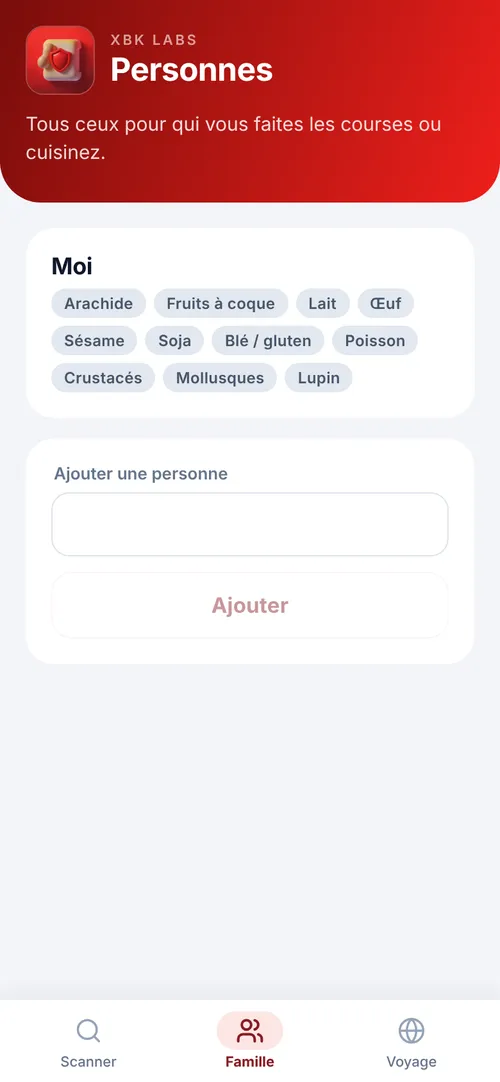 XBK LABS
Personnes
Tous ceux pour qui vous faites les courses ou
cuisinez.
Moi
Arachide Fruits à coque Lait Œuf
Sésame Soja Blé / gluten Poisson
Crustacés Mollusques Lupin
Ajouter une personne
Ajouter
Scanner Famille Voyage